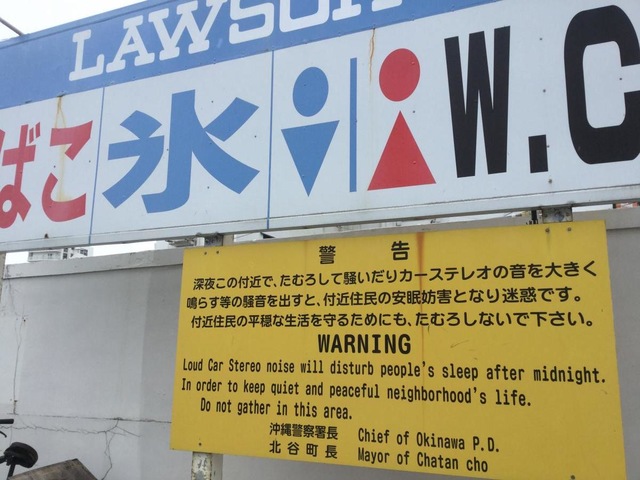 LAWSON
ばこ 氷 W.C
警 告
深夜この付近で、たむろして騒いだりカーステレオの音を大きく
鳴らす等の騒音を出すと、付近住民の安眠妨害となり迷惑です。
付近住民の平穏な生活を守るためにも、たむろしないで下さい。
WARNING
Loud Car Stereo noise will disturb people's sleep after midnight.
In order to keep quiet and peaceful neighborhood's life.
Do not gather in this area.
沖縄警察署長 Chief of Okinawa P.D.
北谷町長 Mayor of Chatan cho